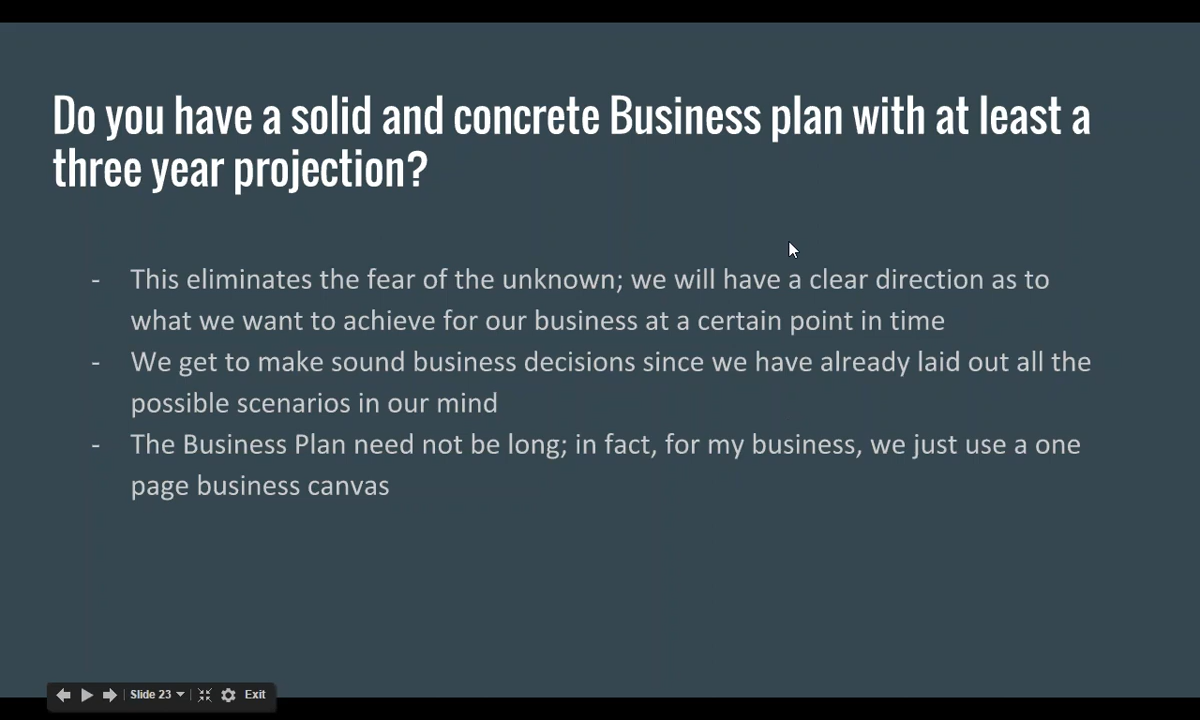 Do you have a solid and concrete Business plan with at least a
three year projection?
- This eliminates the fear of the unknown; we will have a clear direction as to
what we want to achieve for our business at a certain point in time
- We get to make sound business decisions since we have already laid out all the
possible scenarios in our mind
- The Business Plan need not be long; in fact, for my business, we just use a one
page business canvas
Slide 23 Exit